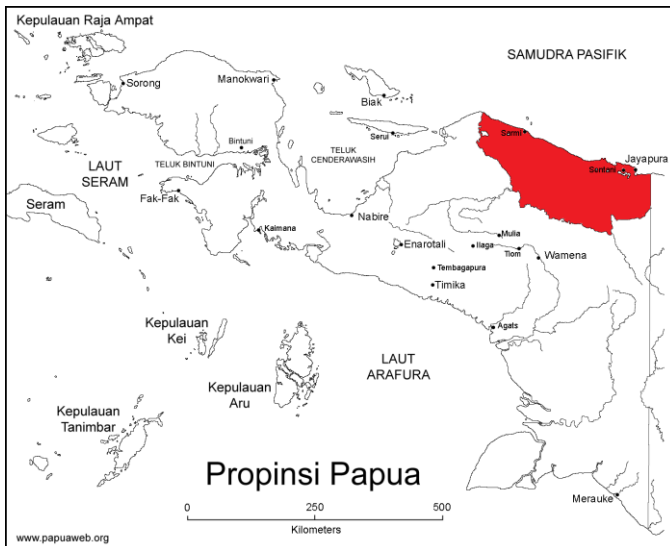 Kepulauan Raja Ampat
SAMUDRA PASIFIK
Sorong
Manokwari
Biak
Sarmi
Serui
Bintuni
TELUK
CENDERAWASIH
Jayapura
Sentani
LAUT
SERAM
TELUK BINTUNI
Fak-Fak
Seram
Nabire
Kaimana
Mulia
Enarotali
Ilaga
Tiom
Wamena
Tembagapura
Timika
Kepulauan
Kei
Agats
LAUT
ARAFURA
Kepulauan
Aru
Kepulauan
Tanimbar
Propinsi Papua
Merauke
0 250 500
Kilometers
www.papuaweb.org